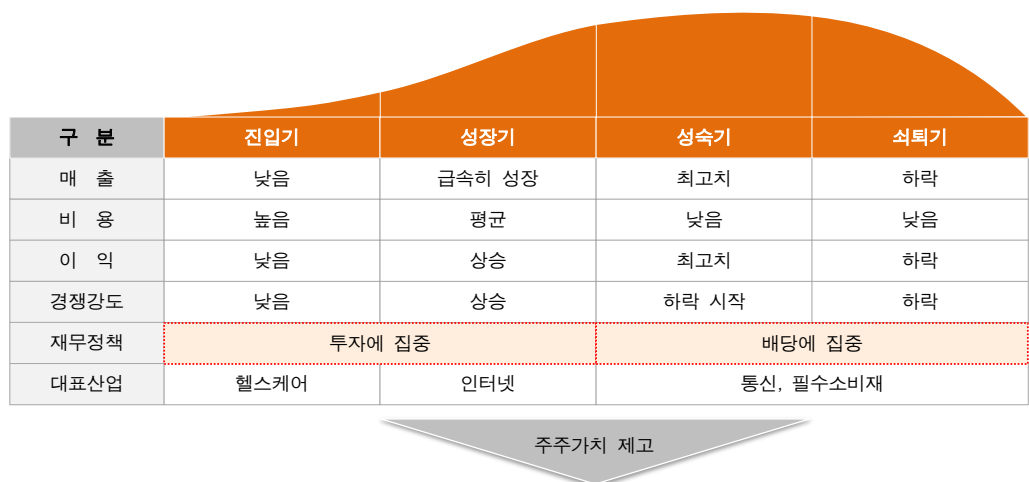 구 분 진입기 성장기 성숙기 쇠퇴기
매 출 낮음 급속히 성장 최고치 하락
비 용 높음 평균 낮음 낮음
이 익 낮음 상승 최고치 하락
경쟁강도 낮음 상승 하락 시작 하락
재무정책 투자에 집중 배당에 집중
대표산업 헬스케어 인터넷 통신, 필수소비재
주주가치 제고